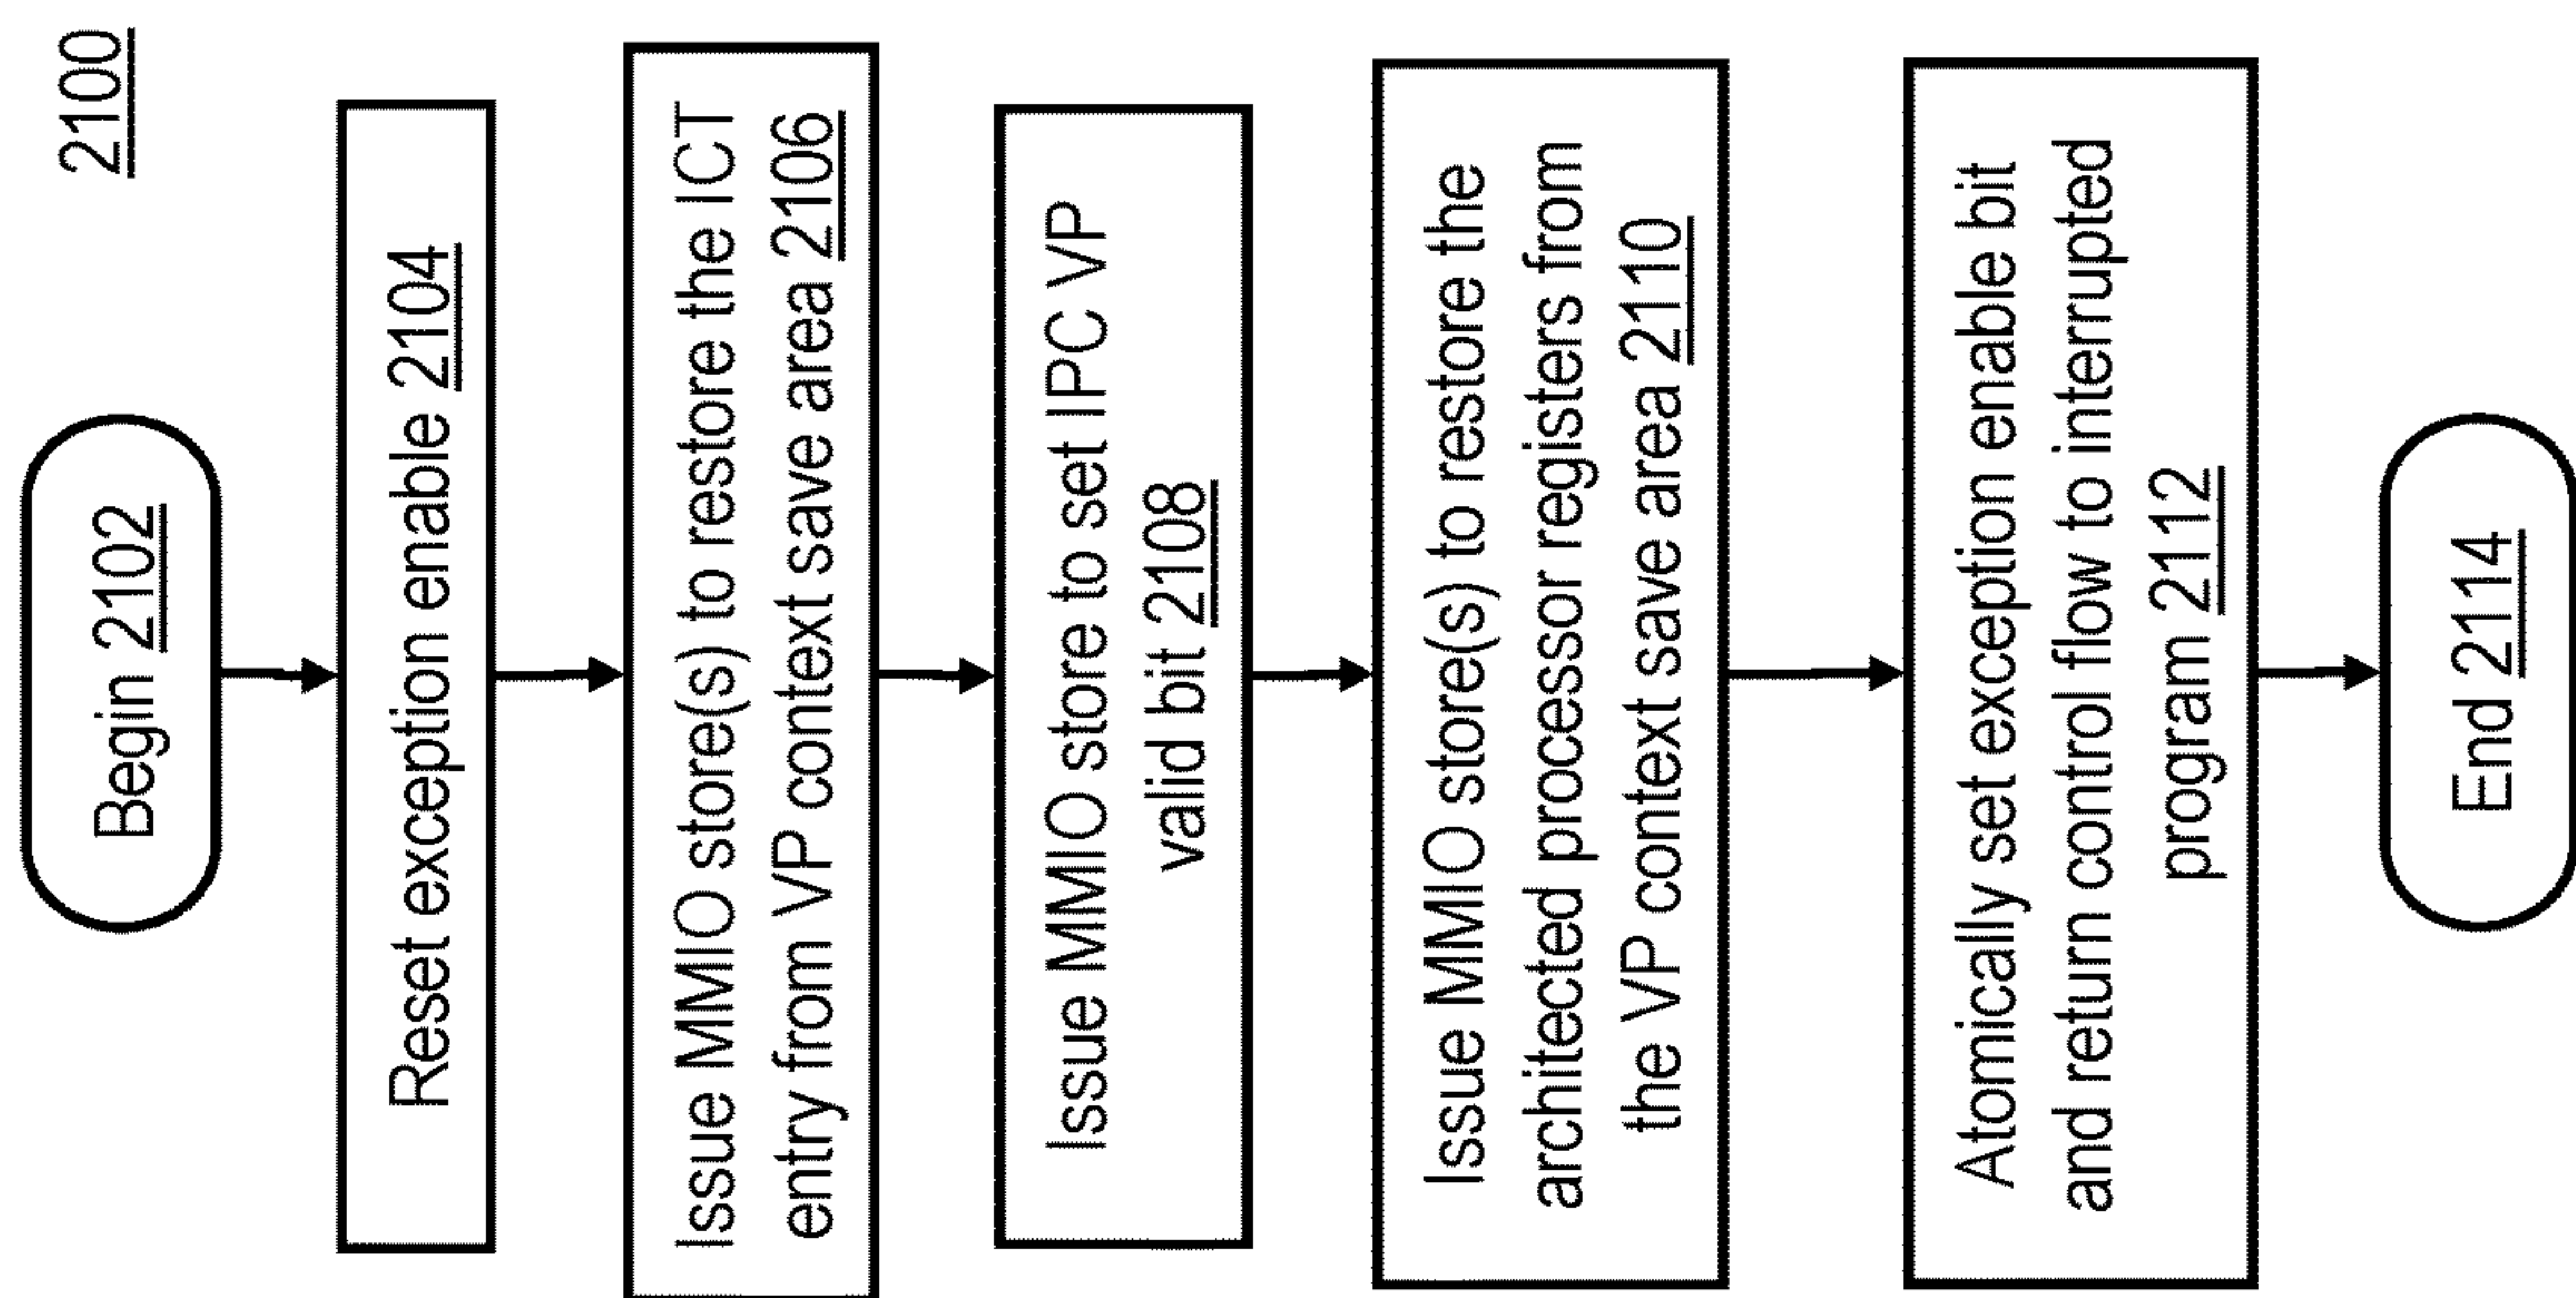 2100
Begin 2102
Reset exception enable 2104
Issue MMIO store(s) to restore the ICT
entry from VP context save area 2106
Issue MMIO store to set IPC VP
valid bit 2108
Issue MMIO store(s) to restore the
architected processor registers from
the VP context save area 2110
Atomically set exception enable bit
and return control flow to interrupted
program 2112
End 2114